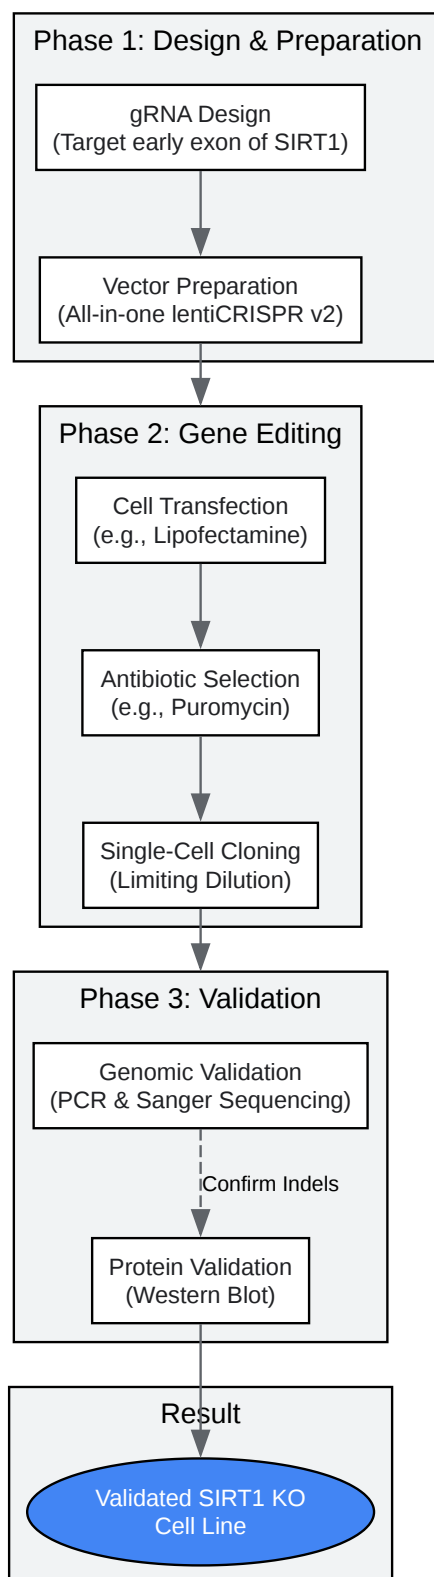 Phase 1: Design & Preparation
gRNA Design
(Target early exon of SIRT1)
Vector Preparation
(All-in-one lentiCRISPR v2)
Phase 2: Gene Editing
Cell Transfection
(e.g., Lipofectamine)
Antibiotic Selection
(e.g., Puromycin)
Single-Cell Cloning
(Limiting Dilution)
Phase 3: Validation
Genomic Validation
(PCR & Sanger Sequencing)
Confirm Indels
Protein Validation
(Western Blot)
Result
Validated SIRT1 KO
Cell Line